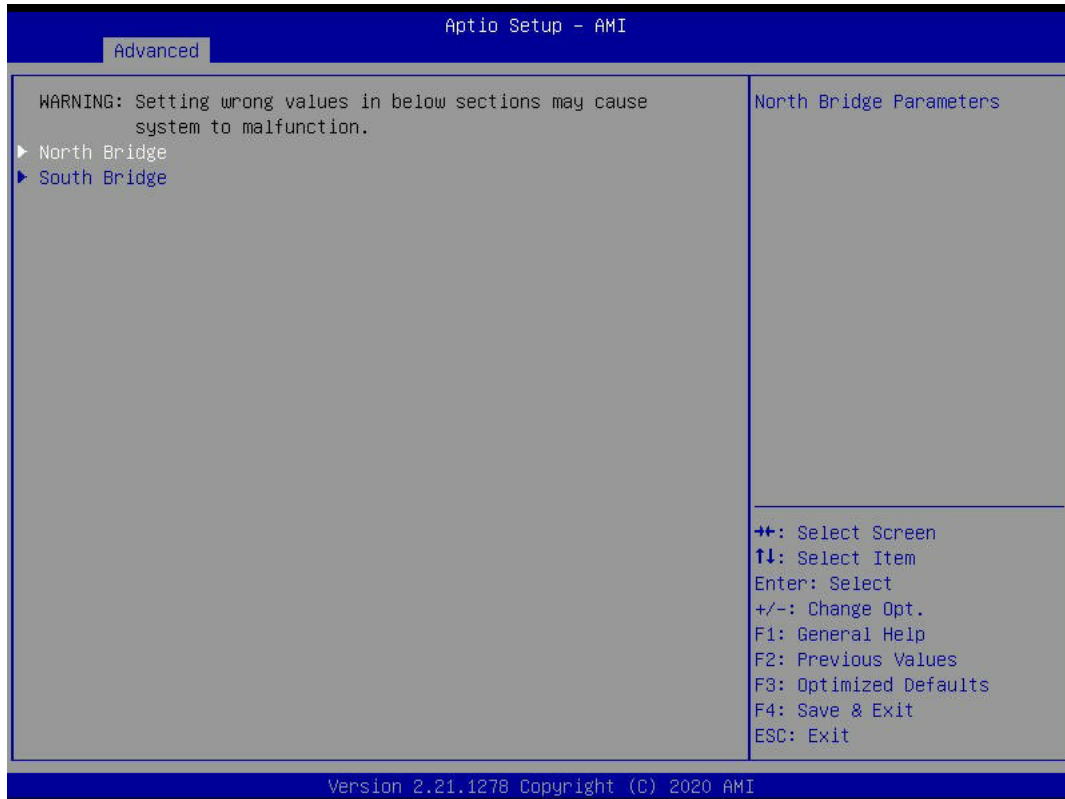 Aptio Setup – AMI
Advanced
WARNING: Setting wrong values in below sections may cause
system to malfunction.
▶ North Bridge
▶ South Bridge
North Bridge Parameters
→←: Select Screen
↑↓: Select Item
Enter: Select
+/-: Change Opt.
F1: General Help
F2: Previous Values
F3: Optimized Defaults
F4: Save & Exit
ESC: Exit
Version 2.21.1278 Copyright (C) 2020 AMI